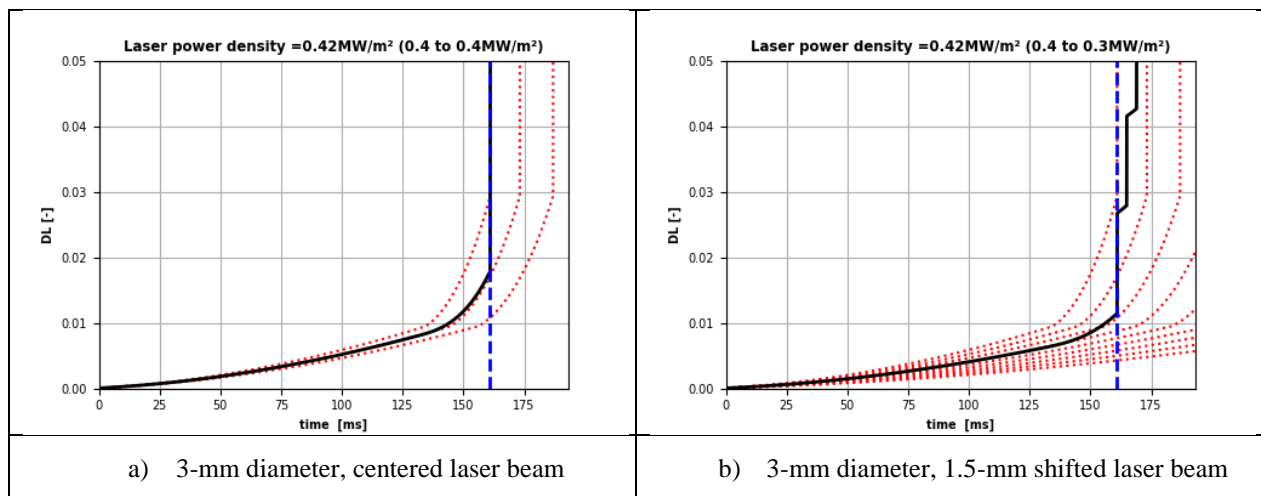 Laser power density =0.42MW/m² (0.4 to 0.4MW/m²)
0.05
0.04
0.03
0.02
0.01
0.00
DL [-]
0 25 50 75 100 125 150 175
time [ms]
a) 3-mm diameter, centered laser beam
Laser power density =0.42MW/m² (0.4 to 0.3MW/m²)
0.05
0.04
0.03
0.02
0.01
0.00
DL [-]
0 25 50 75 100 125 150 175
time [ms]
b) 3-mm diameter, 1.5-mm shifted laser beam